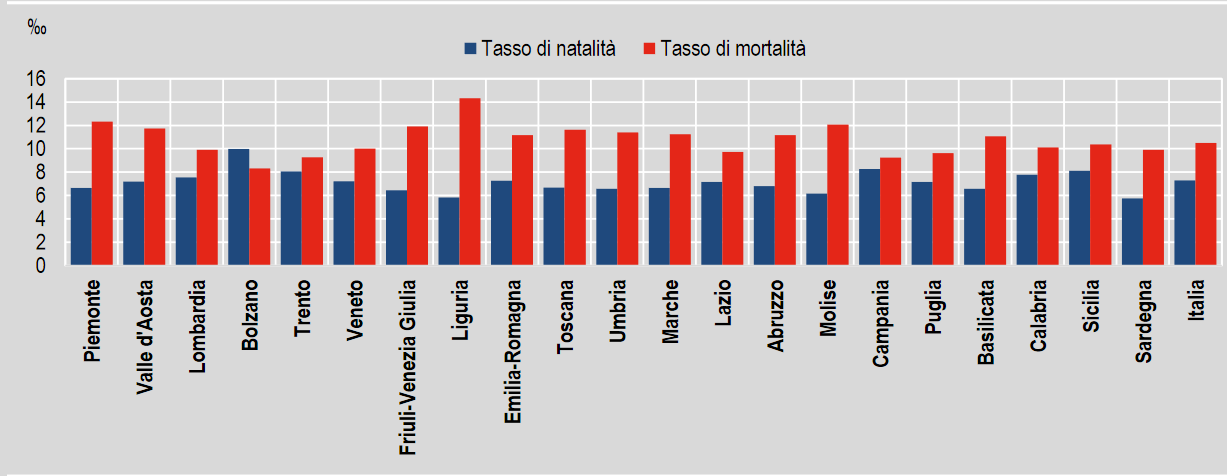 ‰
Tasso di natalità Tasso di mortalità
16
14
12
10
8
6
4
2
0
Piemonte
Valle d'Aosta
Lombardia
Bolzano
Trento
Veneto
Friuli-Venezia Giulia
Liguria
Emilia-Romagna
Toscana
Umbria
Marche
Lazio
Abruzzo
Molise
Campania
Puglia
Basilicata
Calabria
Sicilia
Sardegna
Italia